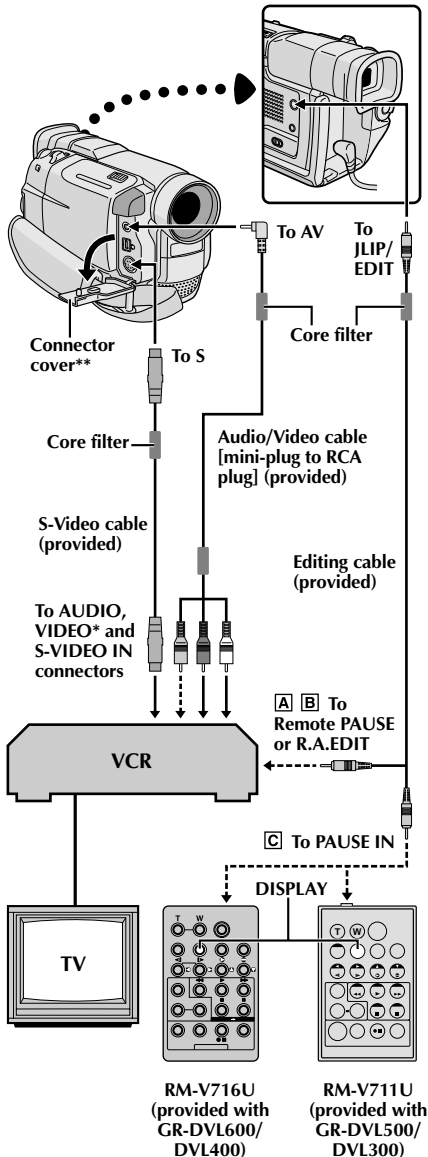 To AV
To
JLIP/
EDIT
Connector
cover**
To S
Core filter
Core filter
Audio/Video cable
[mini-plug to RCA
plug] (provided)
S-Video cable
(provided)
Editing cable
(provided)
To AUDIO,
VIDEO* and
S-VIDEO IN
connectors
A B To
Remote PAUSE
or R.A.EDIT
VCR
C To PAUSE IN
DISPLAY
TV
T W
T W
RM-V716U
(provided with
GR-DVL600/
DVL400)
RM-V711U
(provided with
GR-DVL500/
DVL300)